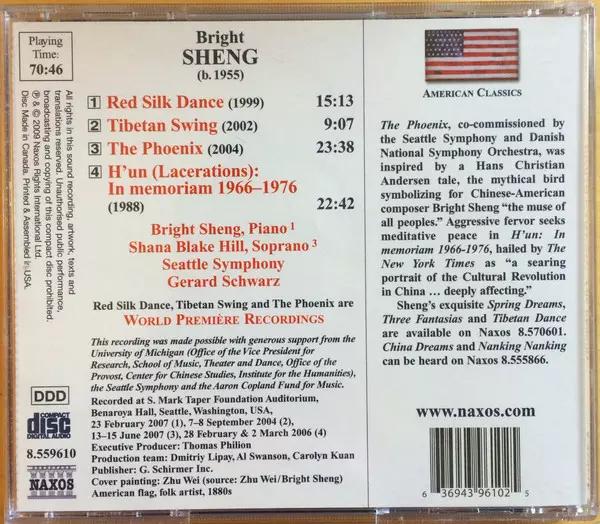 Playing
Time:
70:46
Bright
SHENG
(b. 1955)
1 Red Silk Dance (1999) 15:13
2 Tibetan Swing (2002) 9:07
3 The Phoenix (2004) 23:38
4 H'un (Lacerations):
In memoriam 1966–1976
(1988) 22:42
Bright Sheng, Piano 1
Shana Blake Hill, Soprano 3
Seattle Symphony
Gerard Schwarz
Red Silk Dance, Tibetan Swing and The Phoenix are
WORLD PREMIÈRE RECORDINGS
This recording was made possible with generous support from the
University of Michigan (Office of the Vice President for
Research, School of Music, Theater and Dance, Office of the
Provost, Center for Chinese Studies, Institute for the Humanities),
the Seattle Symphony and the Aaron Copland Fund for Music.
Recorded at S. Mark Taper Foundation Auditorium,
Benaroya Hall, Seattle, Washington, USA,
23 February 2007 (1), 7–8 September 2004 (2),
13–15 June 2007 (3), 28 February & 2 March 2006 (4)
Executive Producer: Thomas Philion
Production team: Dmitriy Lipay, Al Swanson, Carolyn Kuan
Publisher: G. Schirmer Inc.
Cover painting: Zhu Wei (source: Zhu Wei/Bright Sheng)
American flag, folk artist, 1880s
All rights in this sound recording, artwork, texts and
translations reserved. Unauthorised public performance,
broadcasting and copying of this compact disc prohibited.
℗ & © 2009 Naxos Rights International Ltd.
Disc Made in Canada. Printed & Assembled in USA.
DDD
COMPACT
disc
DIGITAL AUDIO
8.559610
NAXOS
AMERICAN CLASSICS
The Phoenix, co-commissioned by
the Seattle Symphony and Danish
National Symphony Orchestra, was
inspired by a Hans Christian
Andersen tale, the mythical bird
symbolizing for Chinese-American
composer Bright Sheng “the muse of
all peoples.” Aggressive fervor seeks
meditative peace in H'un: In
memoriam 1966-1976, hailed by The
New York Times as “a searing
portrait of the Cultural Revolution
in China ... deeply affecting.”
Sheng's exquisite Spring Dreams,
Three Fantasias and Tibetan Dance
are available on Naxos 8.570601.
China Dreams and Nanking Nanking
can be heard on Naxos 8.555866.
www.naxos.com
6 36943 96102 5